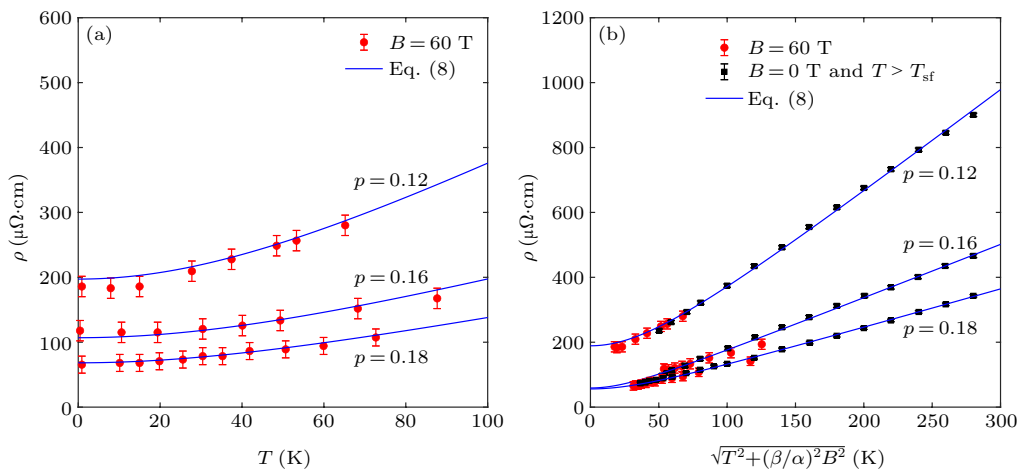 (a)
B=60 T
Eq. (8)
p=0.12
p=0.16
p=0.18
600
500
400
300
200
100
0
0 20 40 60 80 100
ρ (μΩ·cm)
T (K)
(b)
B=60 T
B=0 T and T>T_sf
Eq. (8)
p=0.12
p=0.16
p=0.18
1200
1000
800
600
400
200
0
0 50 100 150 200 250 300
ρ (μΩ·cm)
√T²+(β/α)²B² (K)